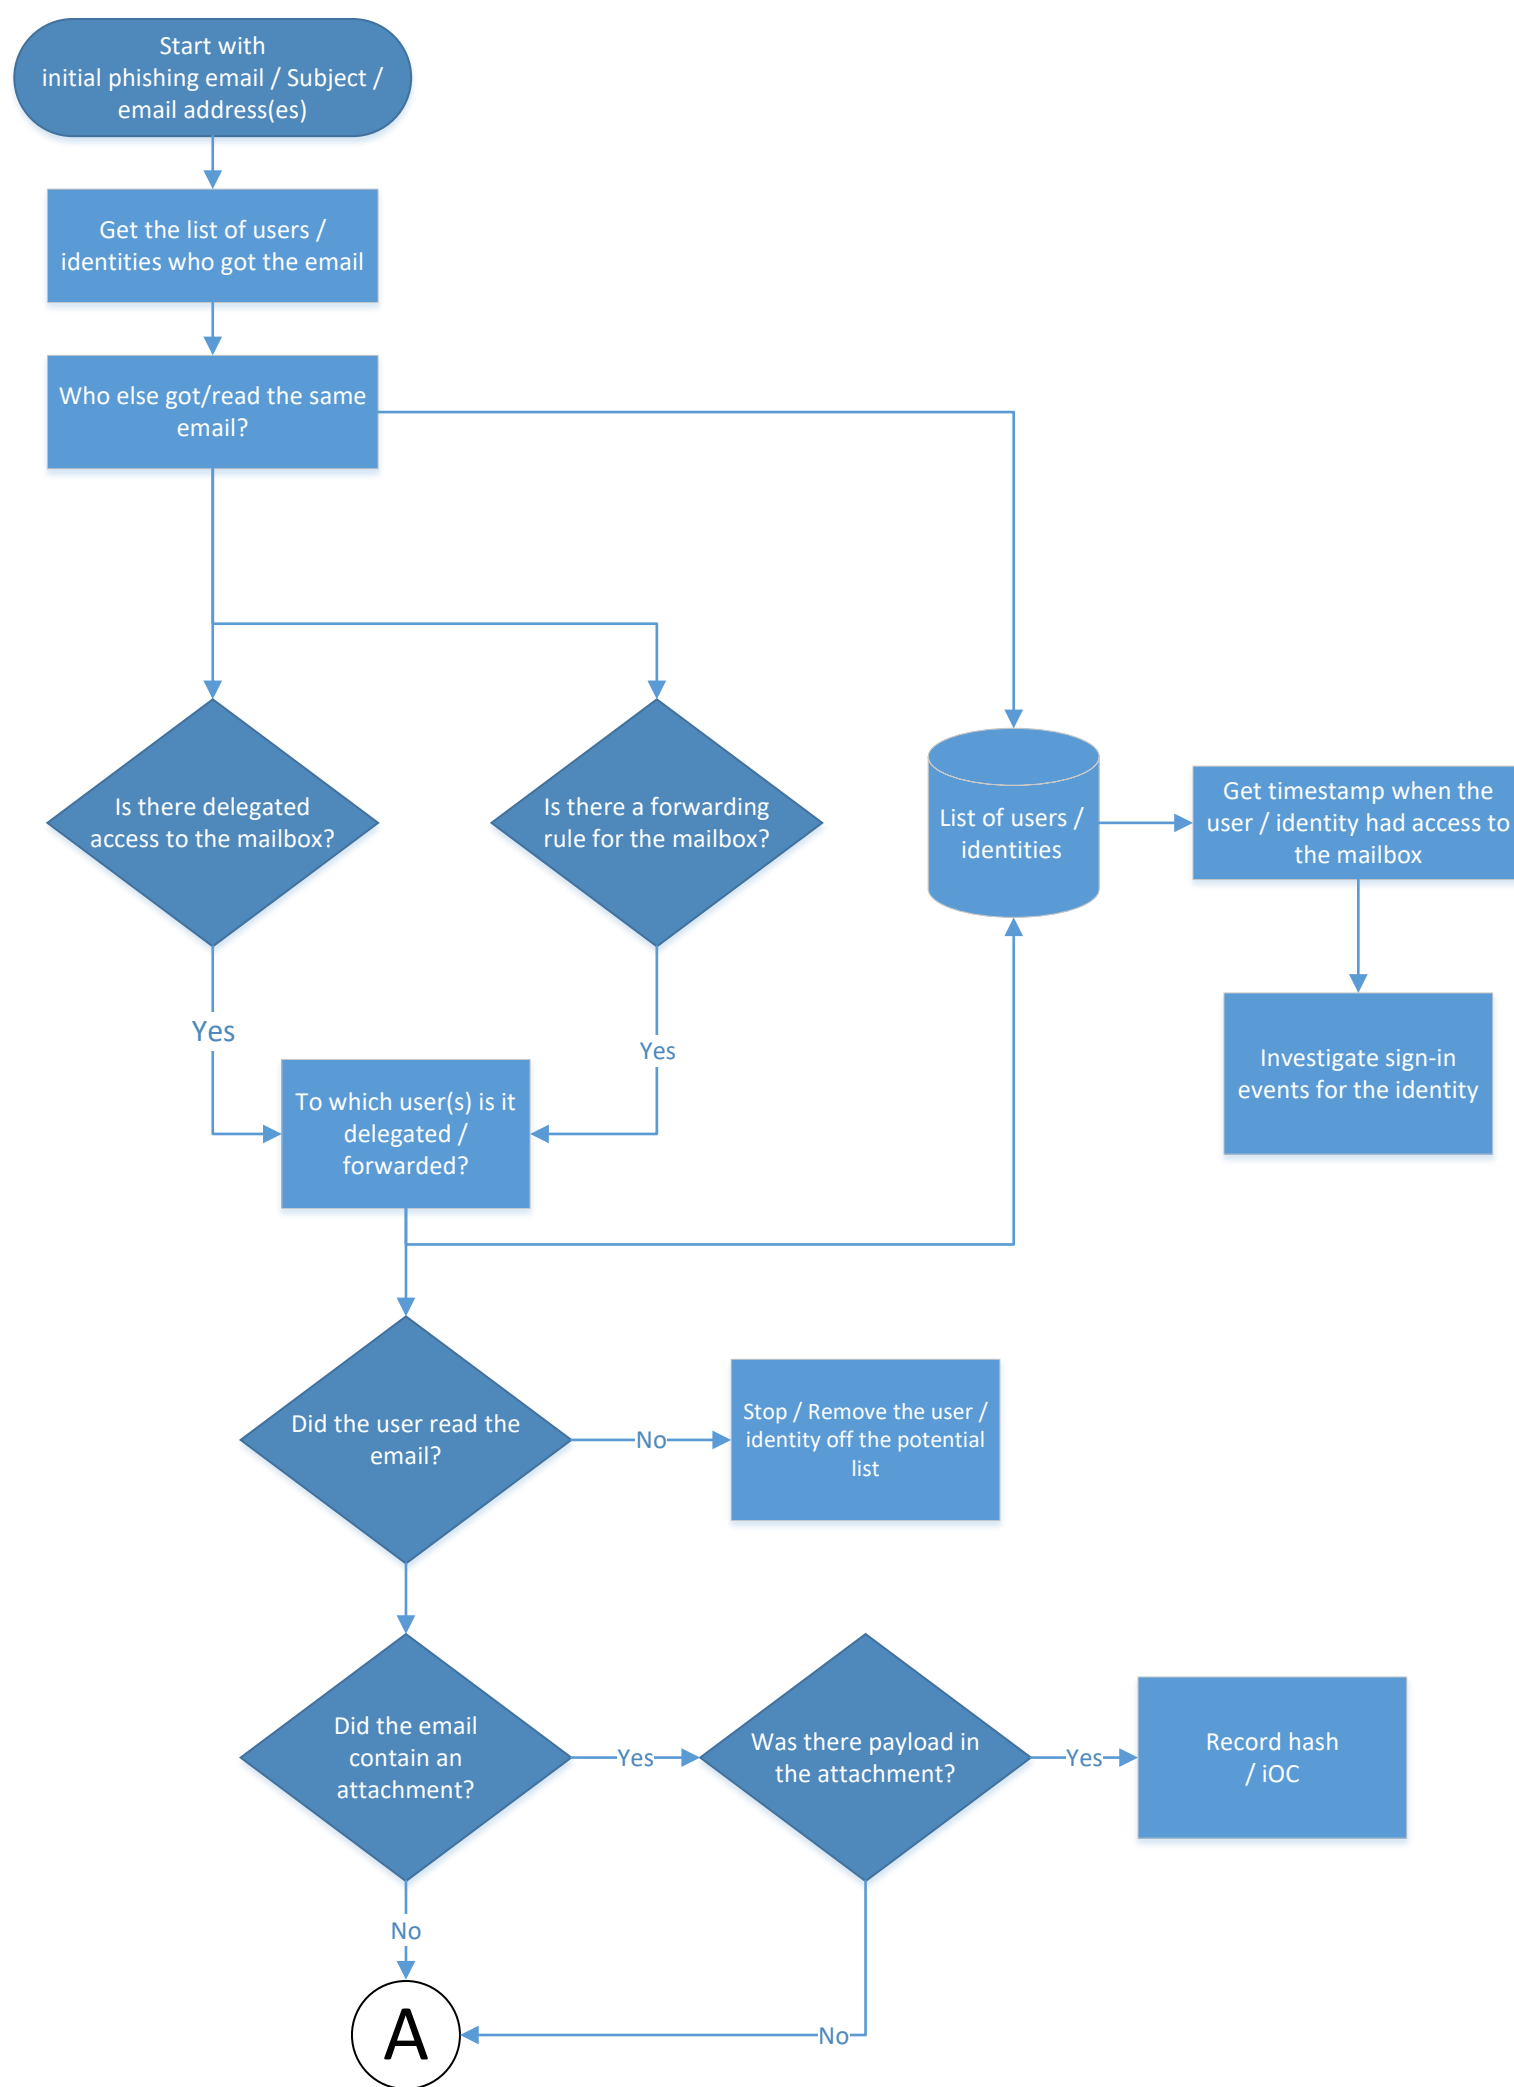 Start with
initial phishing email / Subject /
email address(es)
Get the list of users /
identities who got the email
Who else got/read the same
email?
Is there delegated
access to the mailbox?
Is there a forwarding
rule for the mailbox?
List of users /
identities
Get timestamp when the
user / identity had access to
the mailbox
Yes
Yes
Investigate sign-in
events for the identity
To which user(s) is it
delegated /
forwarded?
Did the user read the
email?
No
Stop / Remove the user /
identity off the potential
list
Did the email
contain an
attachment?
Yes
Was there payload in
the attachment?
Yes
Record hash
/ iOC
No
A
No